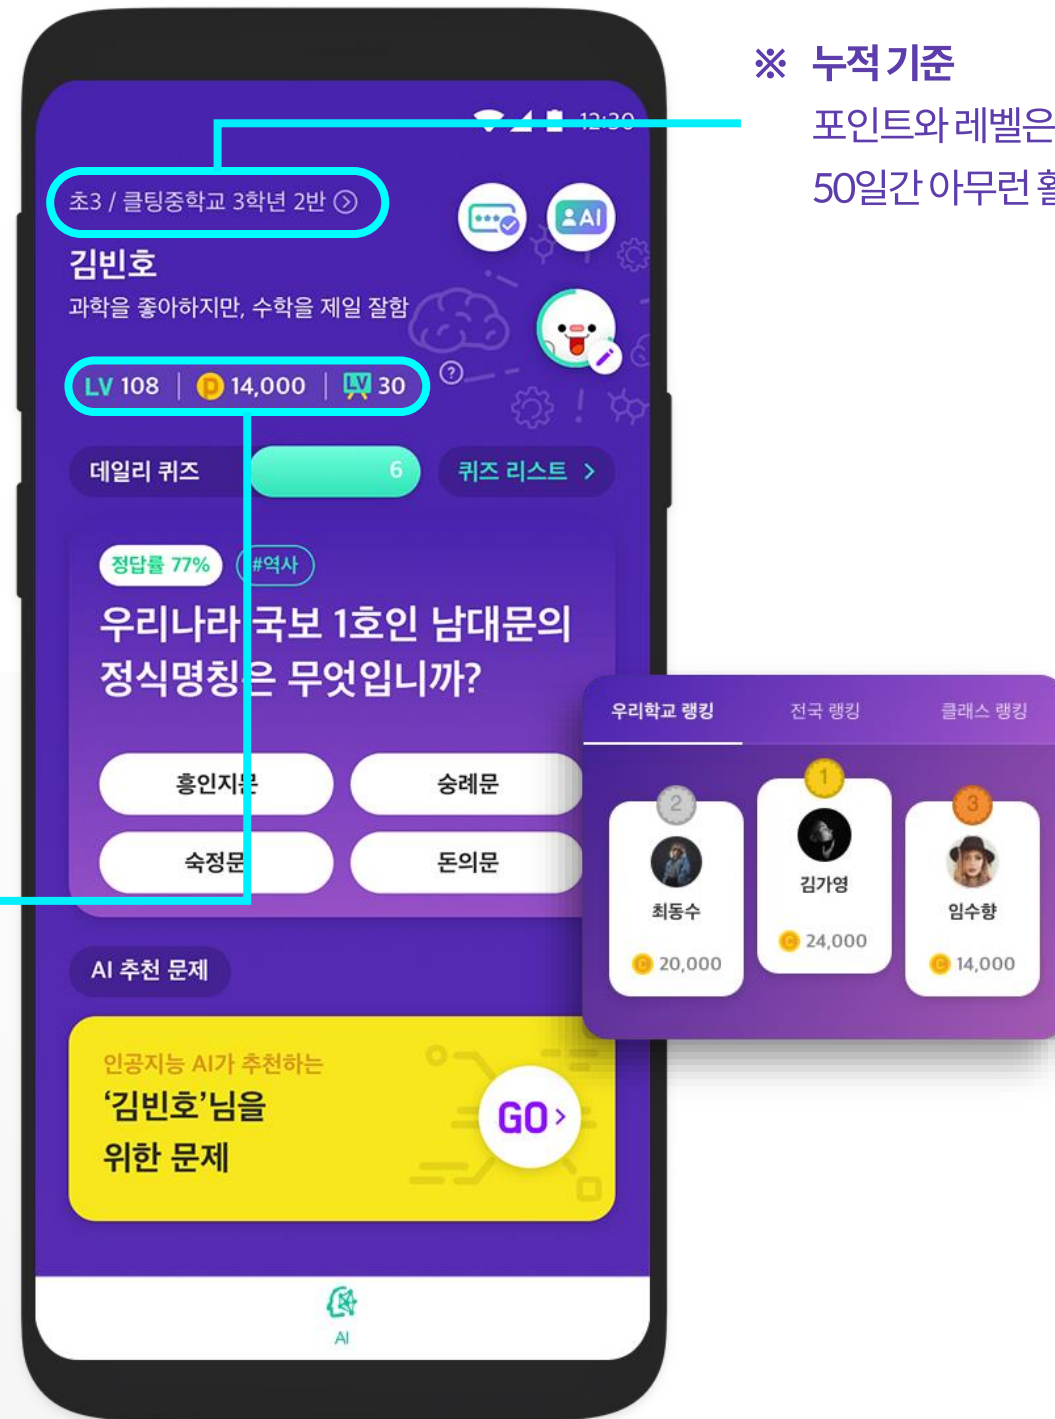 ※ 누적 기준
포인트와 레벨은
50일간 아무런
12:30
초3 / 클팅중학교 3학년 2반
AI
김빈호
과학을 좋아하지만, 수학을 제일 잘함
LV 108 | P 14,000 | LV 30
?
데일리 퀴즈
6
퀴즈 리스트 >
정답률 77%
#역사
우리나라 국보 1호인 남대문의
정식명칭은 무엇입니까?
흥인지문
숭례문
숙정문
돈의문
우리학교 랭킹
전국 랭킹
클래스 랭킹
2
최동수
C 20,000
1
김가영
C 24,000
3
임수향
C 14,000
AI 추천 문제
인공지능 AI가 추천하는
‘김빈호’님을
위한 문제
GO >
AI